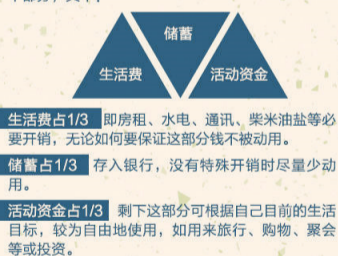 储蓄
生活费
活动资金
生活费占1/3 即房租、水电、通讯、柴米油盐等必
要开销，无论如何要保证这部分钱不被动用。
储蓄占1/3 存入银行，没有特殊开销时尽量少动
用。
活动资金占1/3 剩下这部分可根据自己目前的生活
目标，较为自由地使用，如用来旅行、购物、聚会
等或投资。